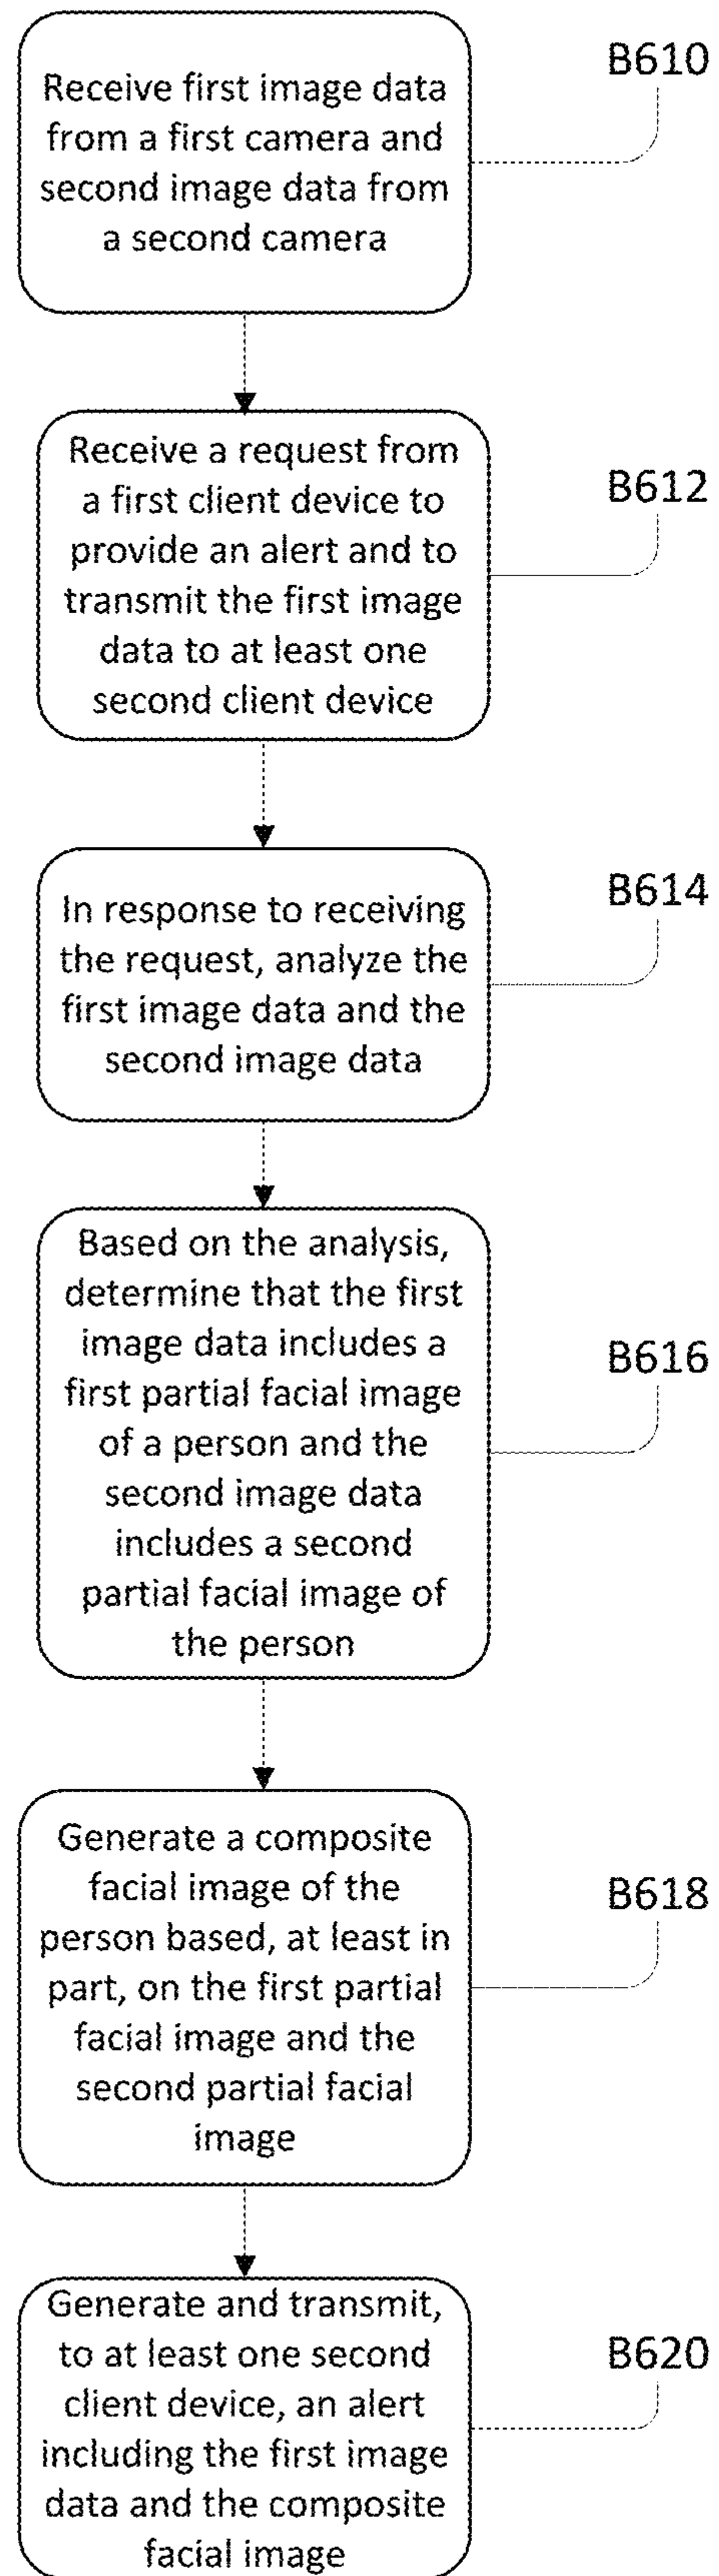 Receive first image data
from a first camera and
second image data from
a second camera
B610
Receive a request from
a first client device to
provide an alert and to
transmit the first image
data to at least one
second client device
B612
In response to receiving
the request, analyze the
first image data and the
second image data
B614
Based on the analysis,
determine that the first
image data includes a
first partial facial image
of a person and the
second image data
includes a second
partial facial image of
the person
B616
Generate a composite
facial image of the
person based, at least in
part, on the first partial
facial image and the
second partial facial
image
B618
Generate and transmit,
to at least one second
client device, an alert
including the first image
data and the composite
facial image
B620